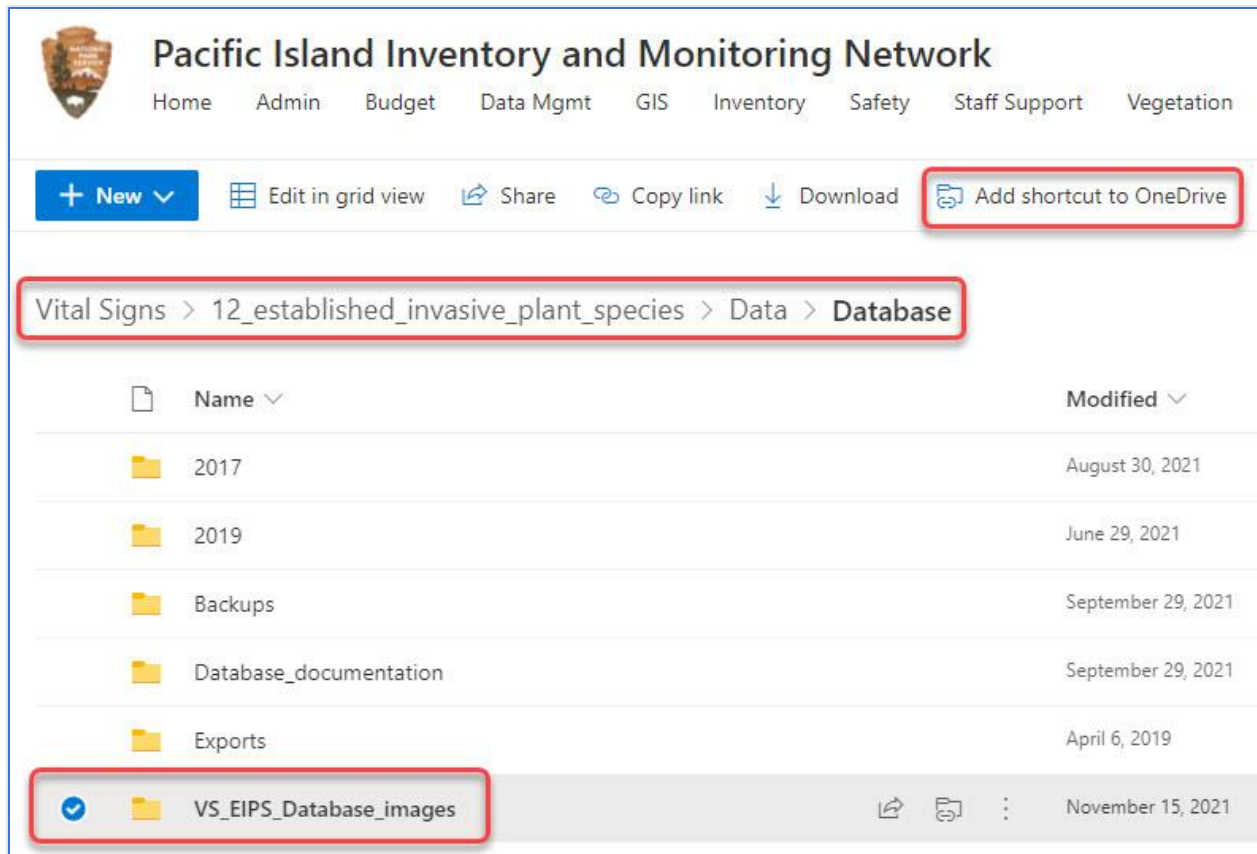 NATIONAL
PARK
SERVICE
Pacific Island Inventory and Monitoring Network
Home Admin Budget Data Mgmt GIS Inventory Safety Staff Support Vegetation
+ New Edit in grid view Share Copy link Download Add shortcut to OneDrive
Vital Signs > 12_established_invasive_plant_species > Data > Database
Name Modified
2017 August 30, 2021
2019 June 29, 2021
Backups September 29, 2021
Database_documentation September 29, 2021
Exports April 6, 2019
VS_EIPS_Database_images November 15, 2021